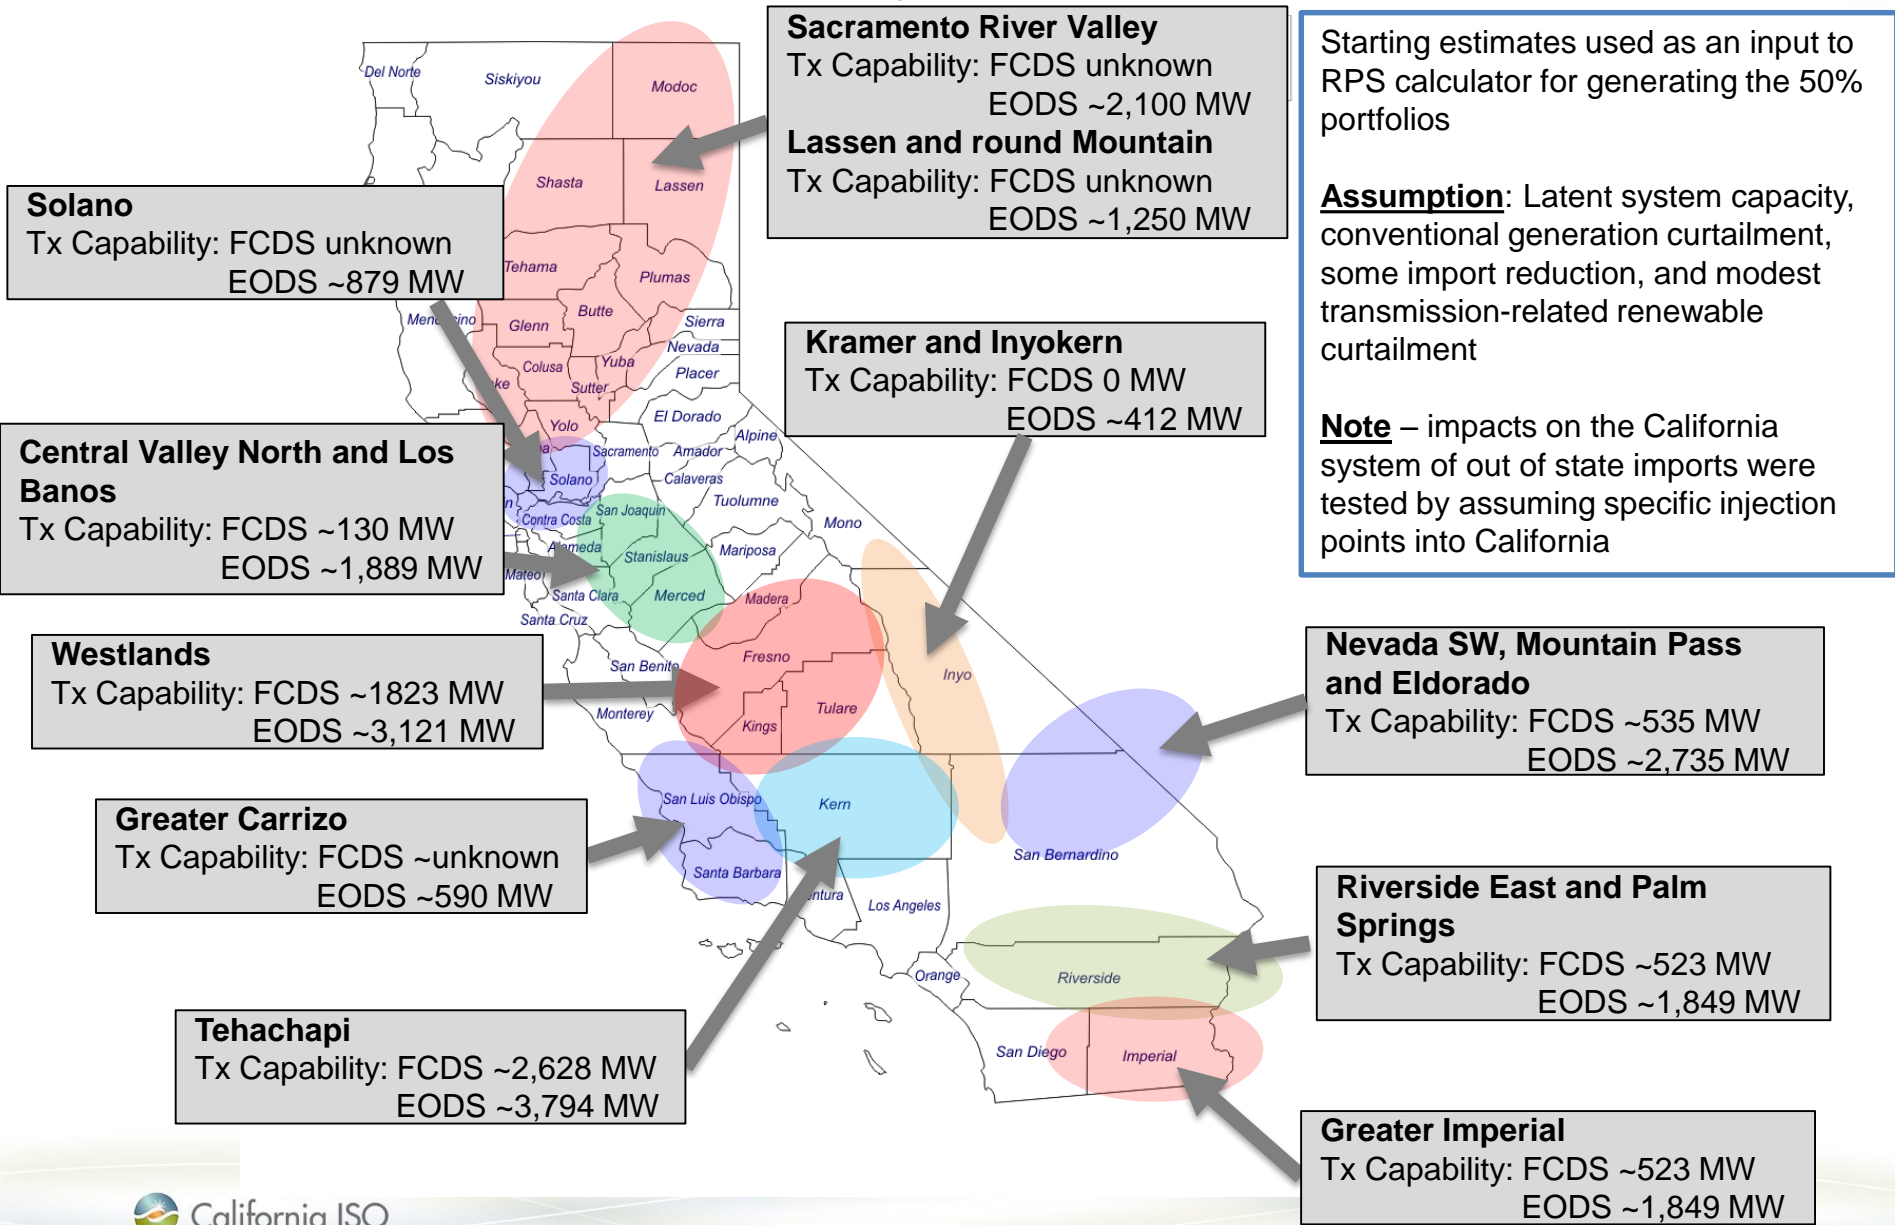 Sacramento River Valley
Tx Capability: FCDS unknown
EODS ~2,100 MW
Lassen and round Mountain
Tx Capability: FCDS unknown
EODS ~1,250 MW
Starting estimates used as an input to
RPS calculator for generating the 50%
portfolios
Assumption: Latent system capacity,
conventional generation curtailment,
some import reduction, and modest
transmission-related renewable
curtailment
Note – impacts on the California
system of out of state imports were
tested by assuming specific injection
points into California
Solano
Tx Capability: FCDS unknown
EODS ~879 MW
Kramer and Inyokern
Tx Capability: FCDS 0 MW
EODS ~412 MW
Central Valley North and Los
Banos
Tx Capability: FCDS ~130 MW
EODS ~1,889 MW
Westlands
Tx Capability: FCDS ~1823 MW
EODS ~3,121 MW
Nevada SW, Mountain Pass
and Eldorado
Tx Capability: FCDS ~535 MW
EODS ~2,735 MW
Greater Carrizo
Tx Capability: FCDS ~unknown
EODS ~590 MW
Riverside East and Palm
Springs
Tx Capability: FCDS ~523 MW
EODS ~1,849 MW
Tehachapi
Tx Capability: FCDS ~2,628 MW
EODS ~3,794 MW
Greater Imperial
Tx Capability: FCDS ~523 MW
EODS ~1,849 MW
Del Norte
Siskiyou
Modoc
Shasta
Lassen
Tehama
Plumas
Butte
Glenn
Sierra
Nevada
Colusa
Yuba
Placer
Sutter
Yolo
El Dorado
Alpine
Sacramento
Amador
Solano
Calaveras
Tuolumne
San Joaquin
Contra Costa
Mono
Alameda
Stanislaus
Mariposa
Mateo
Santa Clara
Merced
Madera
Santa Cruz
San Benito
Fresno
Inyo
Monterey
Tulare
Kings
San Luis Obispo
Kern
San Bernardino
Santa Barbara
Los Angeles
Orange
Riverside
San Diego
Imperial
California ISO